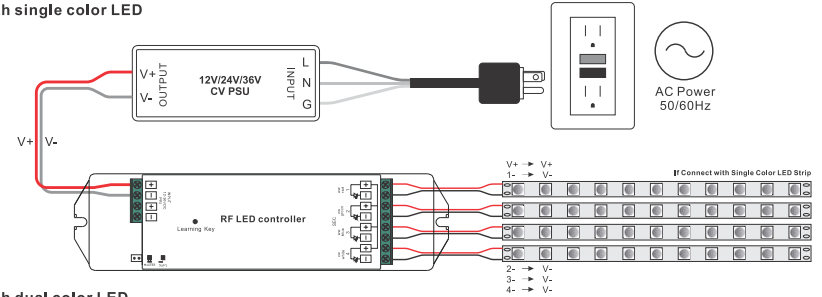 h single color LED
V+
V-
OUTPUT
12V/24V/36V
CV PSU
INPUT
L
N
G
AC Power
50/60Hz
V+
V-
V+ → V+
1- → V-
If Connect with Single Color LED Strip
RF LED controller
Learning Key
2- → V-
3- → V-
4- → V-
h dual color LED